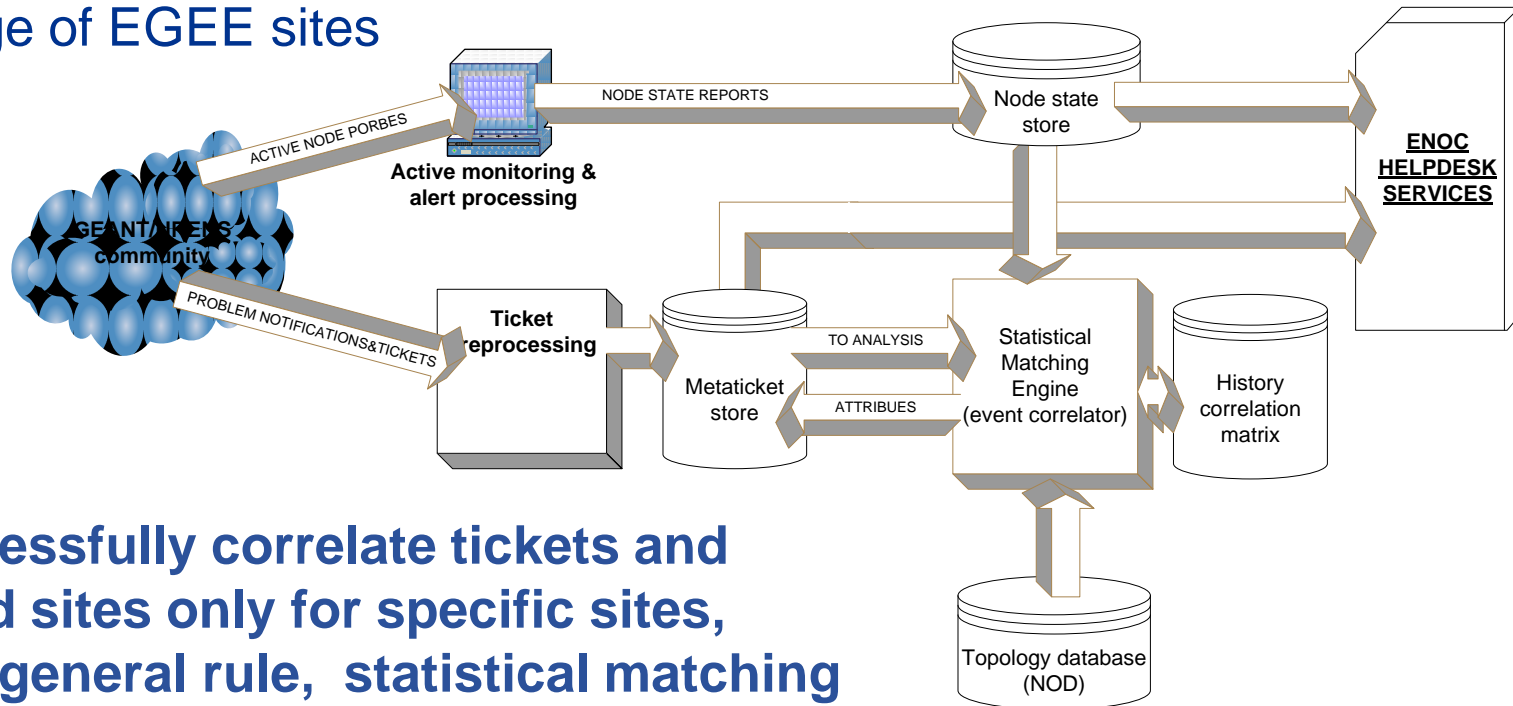 ge of EGEE sites
NODE STATE REPORTS
Node state
store
ACTIVE NODE PORBES
Active monitoring &
alert processing
ENOC
HELPDESK
SERVICES
community
PROBLEM NOTIFICATIONS&TICKETS
Ticket
reprocessing
Metaticket
store
TO ANALYSIS
ATTRIBUES
Statistical
Matching
Engine
(event correlator)
History
correlation
matrix
essfully correlate tickets and
d sites only for specific sites,
general rule, statistical matching
Topology database
(NOD)